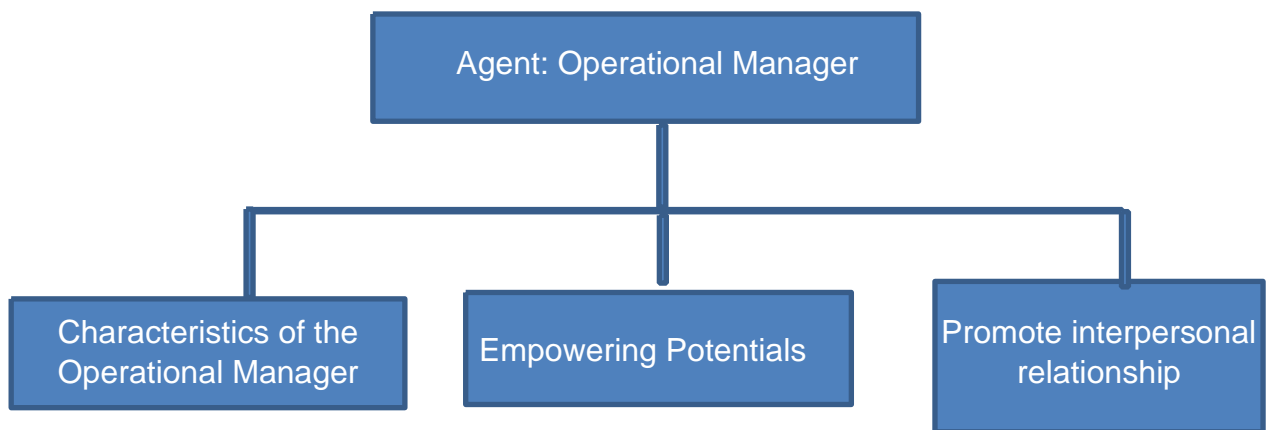 Agent: Operational Manager
Characteristics of the
Operational Manager
Empowering Potentials
Promote interpersonal
relationship